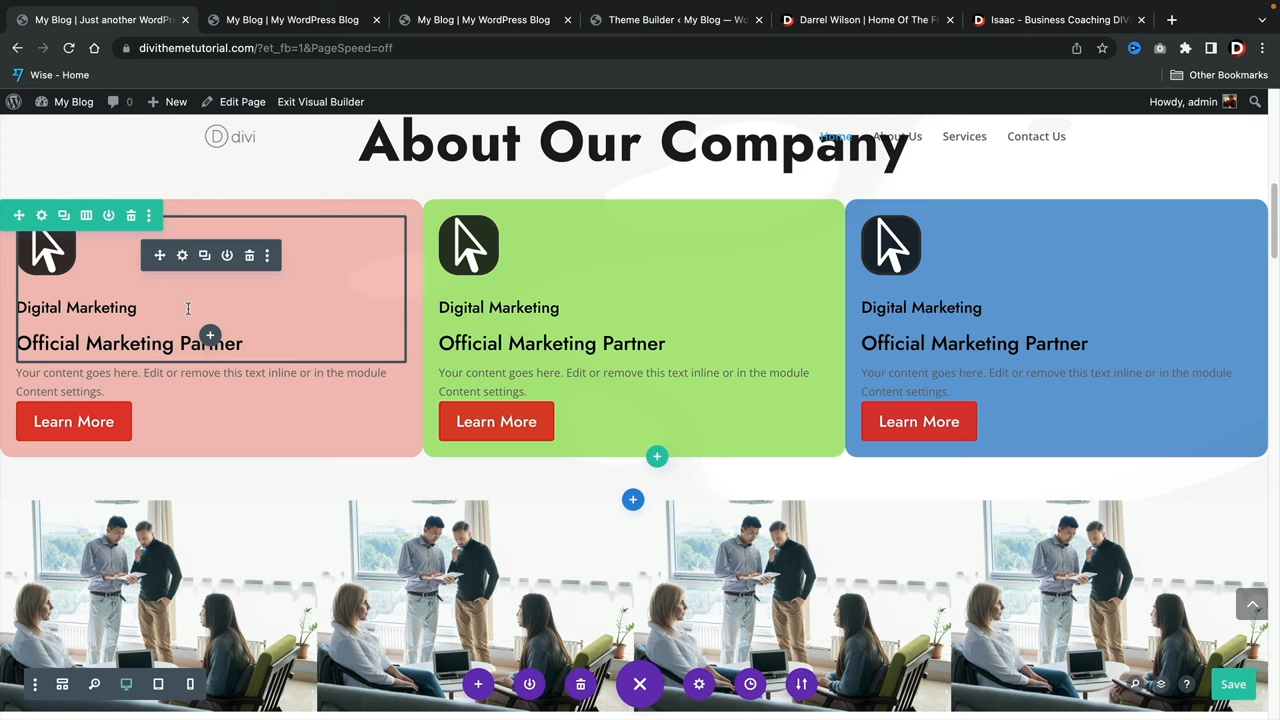 My Blog | Just another WordPr
My Blog | My WordPress Blog
My Blog | My WordPress Blog
Theme Builder ‹ My Blog — Wo
Darrel Wilson | Home Of The F
Isaac - Business Coaching DIV
divithemetutorial.com/?et_fb=1&PageSpeed=off
Wise - Home
Other Bookmarks
My Blog
0
New
Edit Page
Exit Visual Builder
Howdy, admin
D divi
About Our Company
Home
About Us
Services
Contact Us
Digital Marketing
Official Marketing Partner
Your content goes here. Edit or remove this text inline or in the module
Content settings.
Learn More
Digital Marketing
Official Marketing Partner
Your content goes here. Edit or remove this text inline or in the module
Content settings.
Learn More
Digital Marketing
Official Marketing Partner
Your content goes here. Edit or remove this text inline or in the module
Content settings.
Learn More
Save